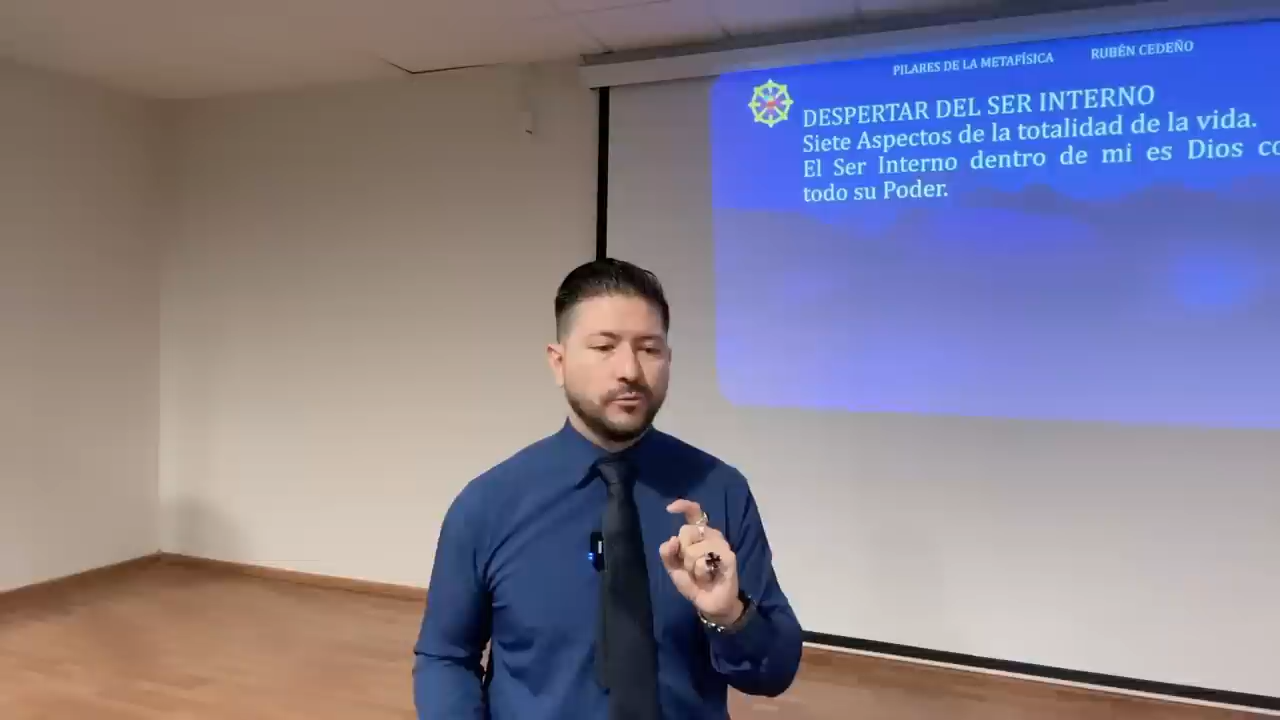 PILARES DE LA METAFÍSICA RUBÉN CEDEÑO
DESPERTAR DEL SER INTERNO
Siete Aspectos de la totalidad de la vida.
El Ser Interno dentro de mi es Dios
todo su Poder.